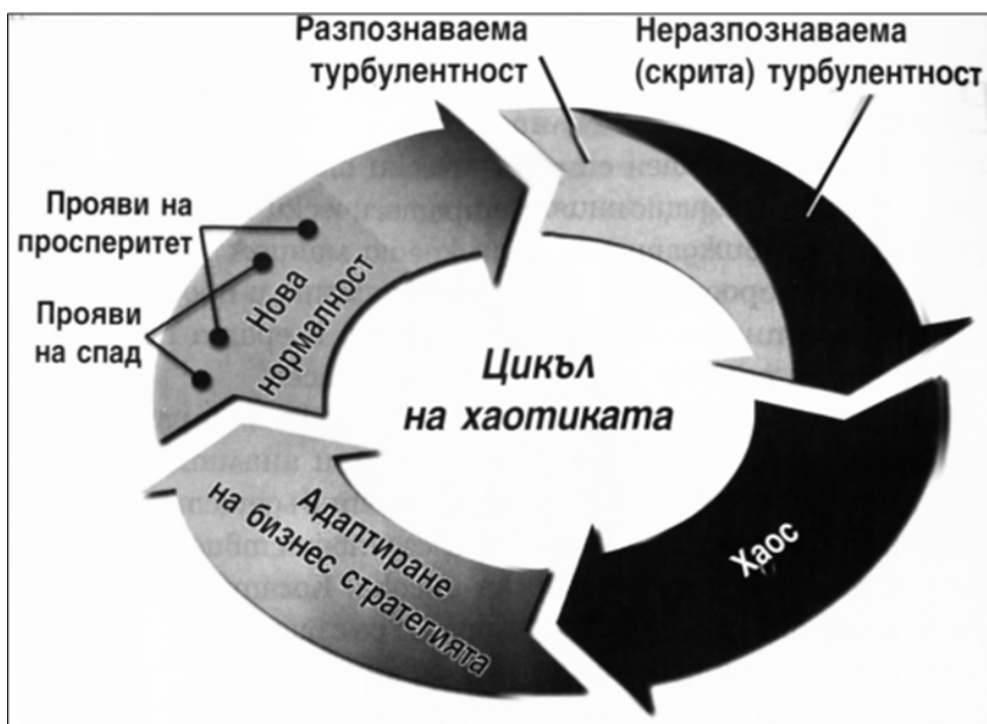 Разпознаваема
турбулентност
Неразпознаваема
(скрита) турбулентност
Прояви на
просперитет
Прояви
на спад
Нова
нормалност
Цикъл
на хаотиката
Адаптиране
на бизнес стратегията
Хаос